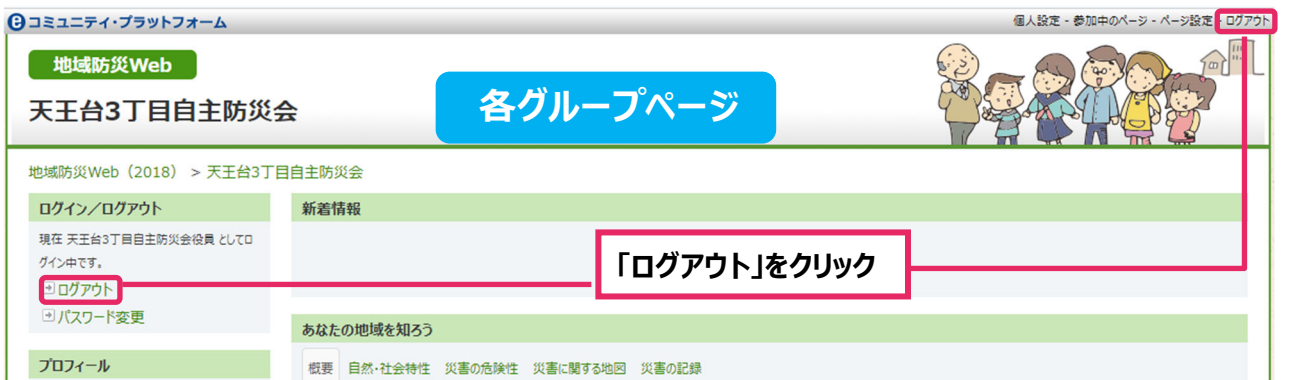 eコミュニティ・プラットフォーム
個人設定 - 参加中のページ - ページ設定 - ログアウト
地域防災Web
天王台3丁目自主防災会
各グループページ
地域防災Web（2018） > 天王台3丁目自主防災会
ログイン／ログアウト
現在 天王台3丁目自主防災会役員 としてロ
グイン中です。
ログアウト
パスワード変更
プロフィール
新着情報
「ログアウト」をクリック
あなたの地域を知ろう
概要 自然・社会特性 災害の危険性 災害に関する地図 災害の記録